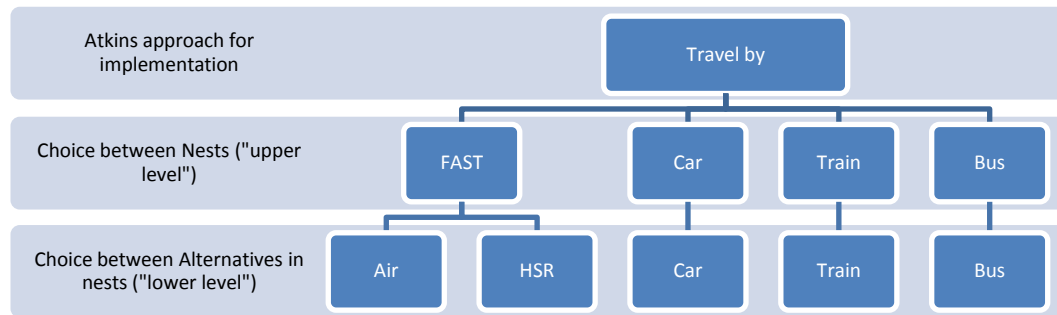 Atkins approach for
implementation
Travel by
Choice between Nests ("upper
level")
FAST
Car
Train
Bus
Choice between Alternatives in
nests ("lower level")
Air
HSR
Car
Train
Bus